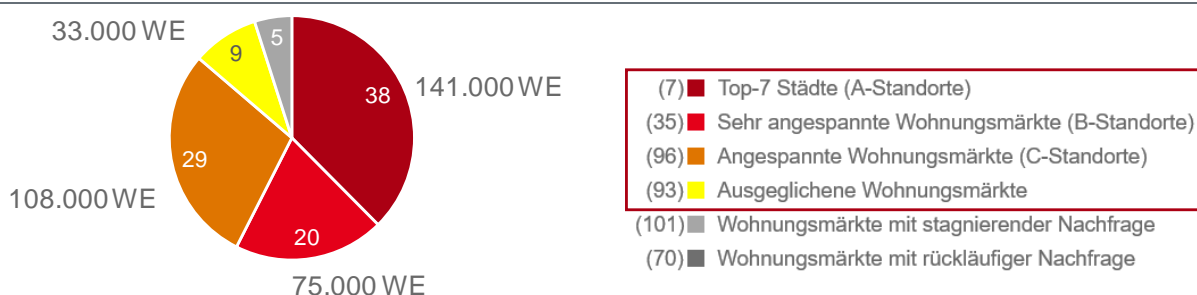 33.000 WE
5
9
38
141.000 WE
29
108.000 WE
20
75.000 WE
(7) Top-7 Städte (A-Standorte)
(35) Sehr angespannte Wohnungsmärkte (B-Standorte)
(96) Angespannte Wohnungsmärkte (C-Standorte)
(93) Ausgeglichene Wohnungsmärkte
(101) Wohnungsmärkte mit stagnierender Nachfrage
(70) Wohnungsmärkte mit rückläufiger Nachfrage